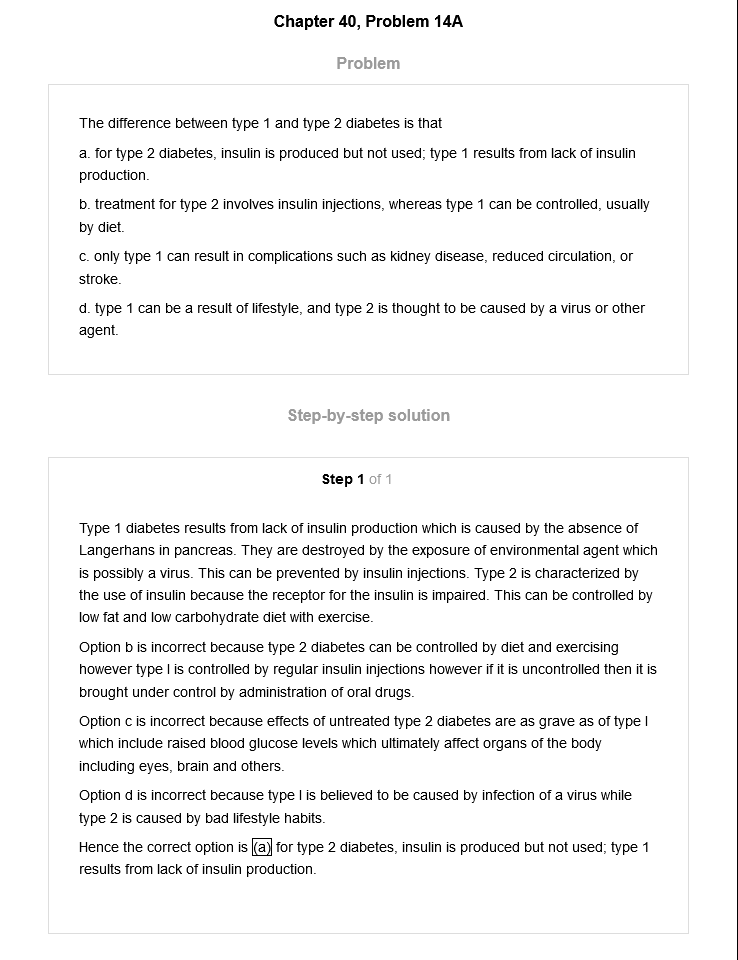 Chapter 40, Problem 14A
Problem
The difference between type 1 and type 2 diabetes is that
a. for type 2 diabetes, insulin is produced but not used; type 1 results from lack of insulin
production.
b. treatment for type 2 involves insulin injections, whereas type 1 can be controlled, usually
by diet.
c. only type 1 can result in complications such as kidney disease, reduced circulation, or
stroke.
d. type 1 can be a result of lifestyle, and type 2 is thought to be caused by a virus or other
agent.
Step-by-step solution
Step 1 of 1
Type 1 diabetes results from lack of insulin production which is caused by the absence of
Langerhans in pancreas. They are destroyed by the exposure of environmental agent which
is possibly a virus. This can be prevented by insulin injections. Type 2 is characterized by
the use of insulin because the receptor for the insulin is impaired. This can be controlled by
low fat and low carbohydrate diet with exercise.
Option b is incorrect because type 2 diabetes can be controlled by diet and exercising
however type I is controlled by regular insulin injections however if it is uncontrolled then it is
brought under control by administration of oral drugs.
Option c is incorrect because effects of untreated type 2 diabetes are as grave as of type I
which include raised blood glucose levels which ultimately affect organs of the body
including eyes, brain and others.
Option d is incorrect because type I is believed to be caused by infection of a virus while
type 2 is caused by bad lifestyle habits.
Hence the correct option is (a) for type 2 diabetes, insulin is produced but not used; type 1
results from lack of insulin production.